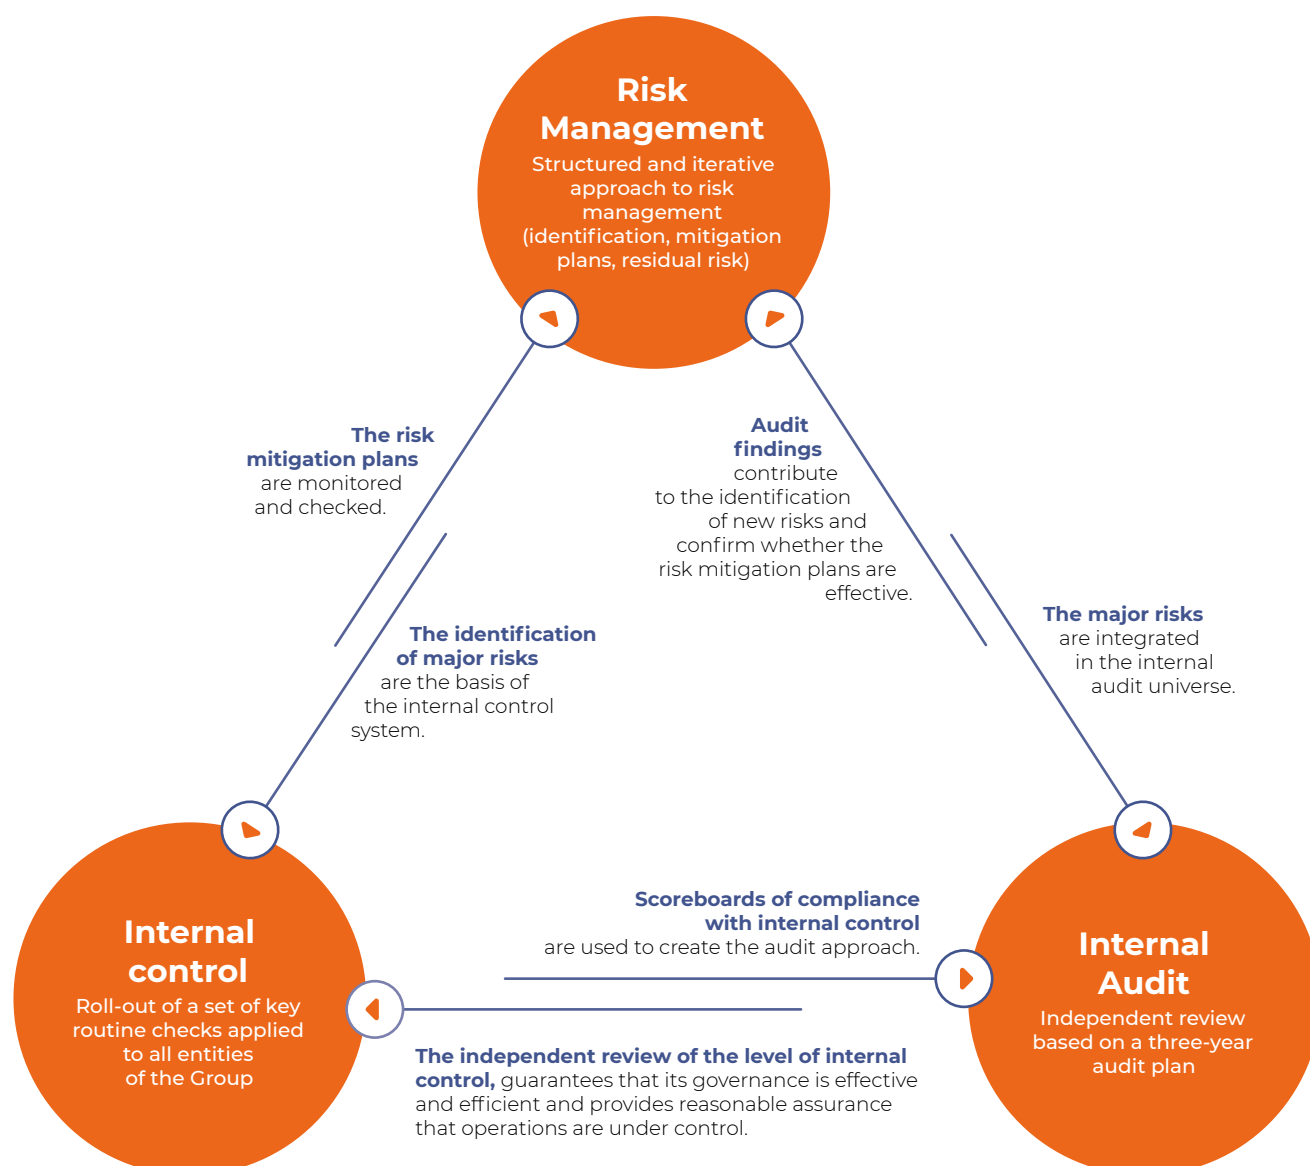 Risk
Management
Structured and iterative
approach to risk
management
(identification, mitigation
plans, residual risk)
The risk
mitigation plans
are monitored
and checked.
Audit
findings
contribute
to the identification
of new risks and
confirm whether the
risk mitigation plans are
effective.
The identification
of major risks
are the basis of
the internal control
system.
The major risks
are integrated
in the internal
audit universe.
Scoreboards of compliance
with internal control
are used to create the audit approach.
Internal
control
Roll-out of a set of key
routine checks applied
to all entities
of the Group
Internal
Audit
Independent review
based on a three-year
audit plan
The independent review of the level of internal
control, guarantees that its governance is effective
and efficient and provides reasonable assurance
that operations are under control.